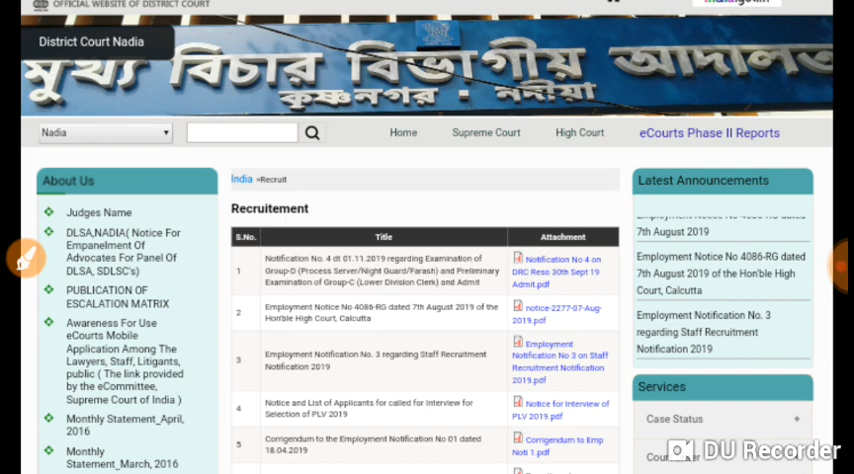 OFFICIAL WEBSITE OF DISTRICT COURT
District Court Nadia
মুখ্য বিচার বিভাগীয় আদালত
কৃষ্ণনগর - নদীয়া
Nadia
Home
Supreme Court
High Court
eCourts Phase II Reports
About Us
Judges Name
DLSA,NADIA( Notice For
Empanelment Of
Advocates For Panel Of
DLSA, SDLSC's)
PUBLICATION OF
ESCALATION MATRIX
Awareness For Use
eCourts Mobile
Application Among The
Lawyers, Staff, Litigants,
public ( The link provided
by the eCommittee,
Supreme Court of India )
Monthly Statement_April,
2016
Monthly
Statement_March, 2016
India »Recruit
Recruitement
S.No. Title Attachment
1
Notification No. 4 dt 01.11.2019 regarding Examination of
Group-D (Process Server/Night Guard/Farash) and Preliminary
Examination of Group-C (Lower Division Clerk) and Admit
Notification No. 4 on
DRC Reso 30th Sept 19
Admit.pdf
2
Employment Notice No 4086-RG dated 7th August 2019 of the
Hon'ble High Court, Calcutta
notice-2277-07-Aug-
2019.pdf
3
Employment Notification No. 3 regarding Staff Recruitment
Notification 2019
Employment
Notification No 3 on Staff
Recruitment Notification
2019.pdf
4
Notice and List of Applicants for called for Interview for
Selection of PLV 2019
Notice for Interview of
PLV 2019.pdf
5
Corrigendum to the Employment Notification No 01 dated
18.04.2019
Corrigendum to Emp
Noti 1.pdf
Latest Announcements
Employment Notice No 4086-RG dated
7th August 2019
Employment Notice No 4086-RG dated
7th August 2019 of the Hon'ble High
Court, Calcutta
Employment Notification No. 3
regarding Staff Recruitment
Notification 2019
Services
Case Status +
DU Recorder